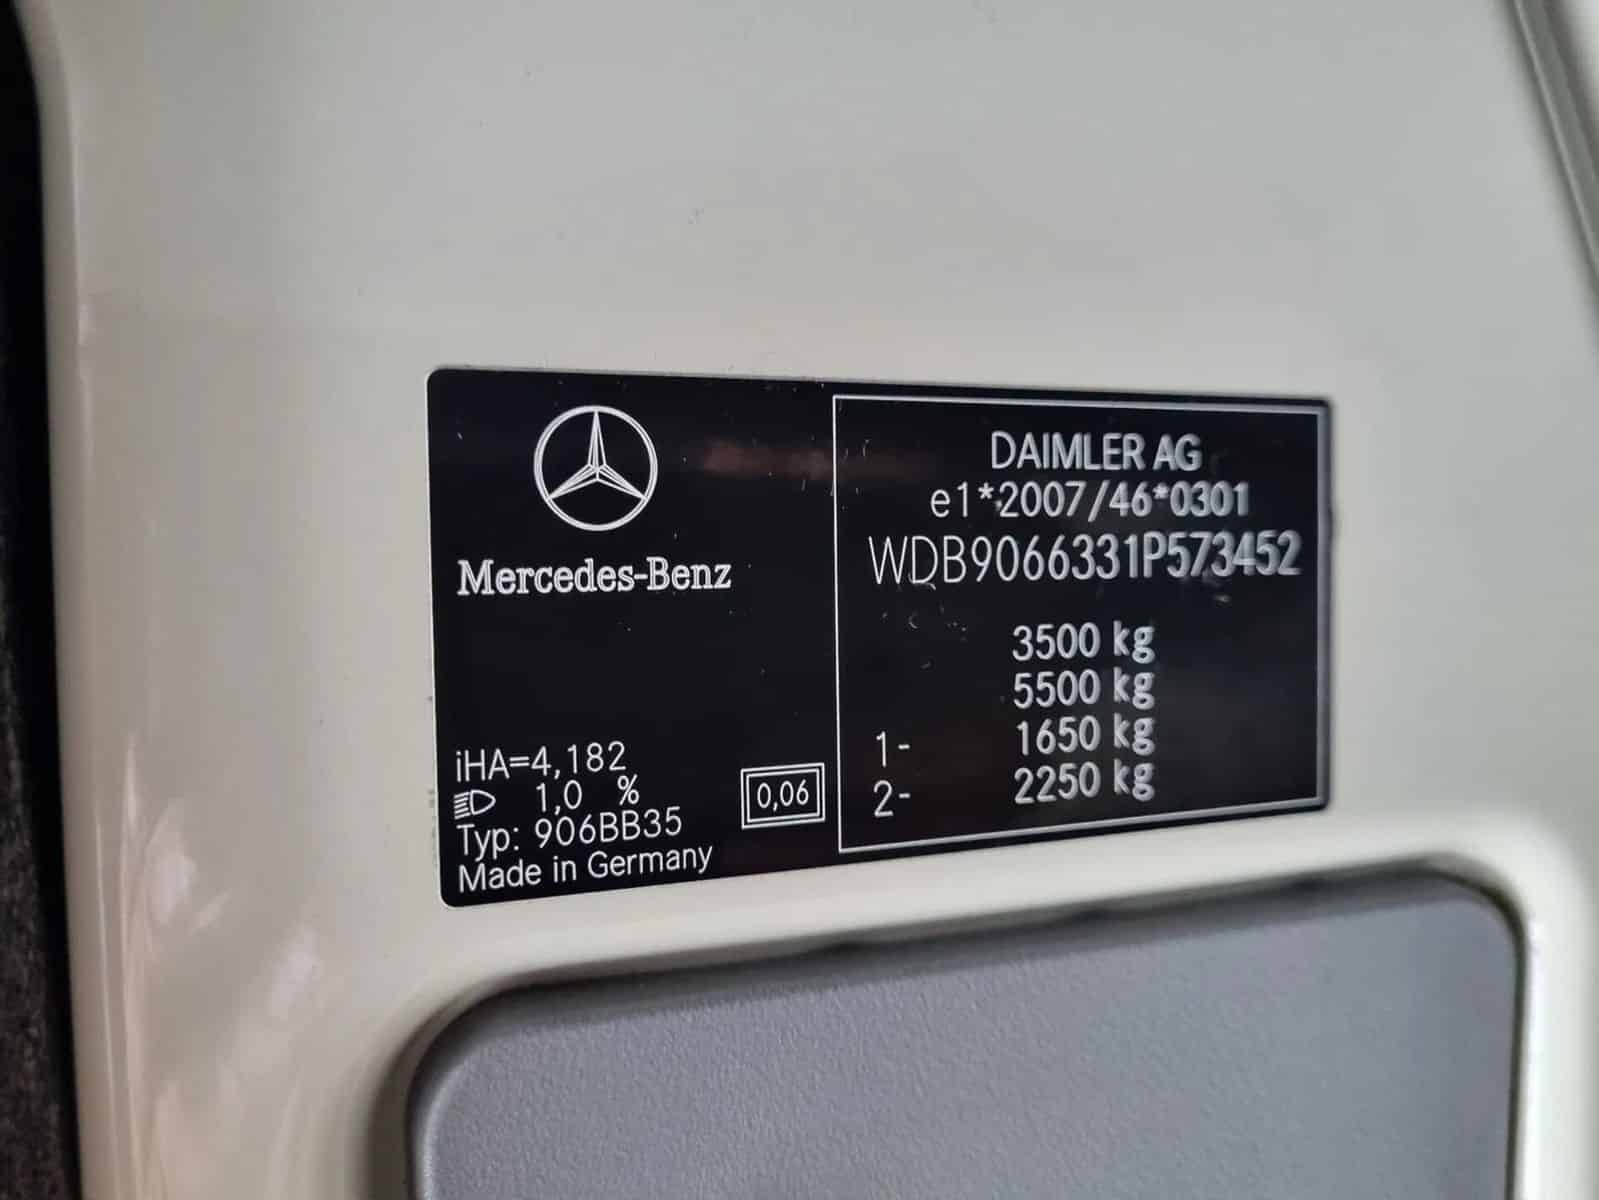 Mercedes-Benz
iHA=4,182
1,0 %
Typ: 906BB35
Made in Germany
0,06
DAIMLER AG
e1*2007/46*0301
WDB9066331P573452
3500 kg
5500 kg
1- 1650 kg
2- 2250 kg